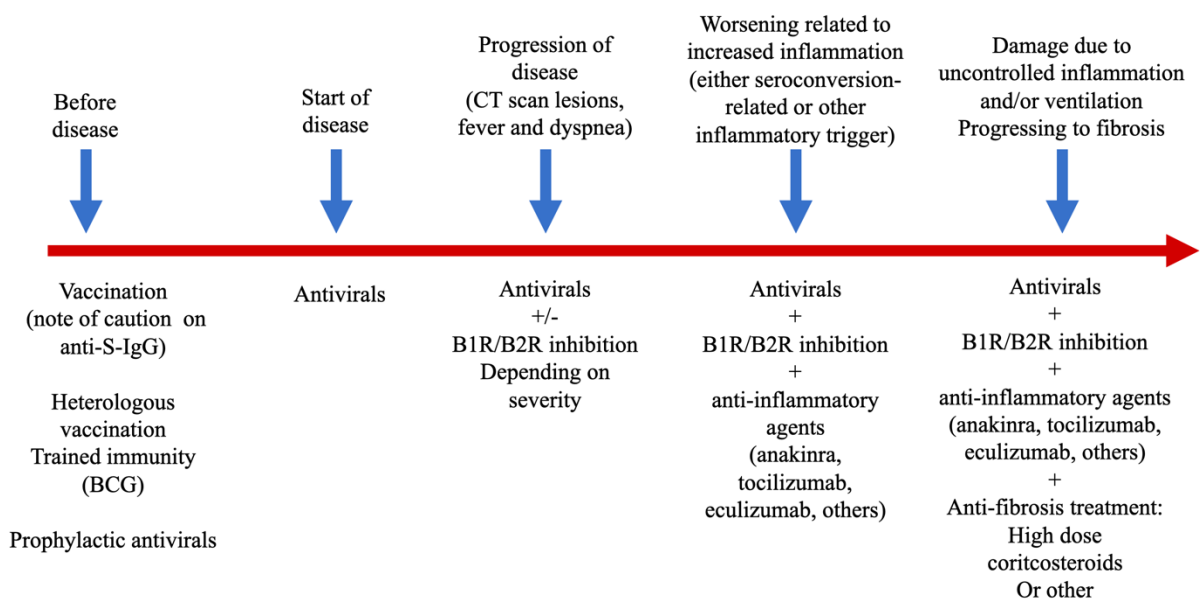 Before
disease
Start of
disease
Progression of
disease
(CT scan lesions,
fever and dyspnea)
Worsening related to
increased inflammation
(either seroconversion-
related or other
inflammatory trigger)
Damage due to
uncontrolled inflammation
and/or ventilation
Progressing to fibrosis
Vaccination
(note of caution on
anti-S-IgG)
Heterologous
vaccination
Trained immunity
(BCG)
Prophylactic antivirals
Antivirals
Antivirals
+/-
B1R/B2R inhibition
Depending on
severity
Antivirals
+
B1R/B2R inhibition
+
anti-inflammatory
agents
(anakinra,
tocilizumab,
eculizumab, others)
Antivirals
+
B1R/B2R inhibition
+
anti-inflammatory agents
(anakinra, tocilizumab,
eculizumab, others)
+
Anti-fibrosis treatment:
High dose
coritcosteroids
Or other